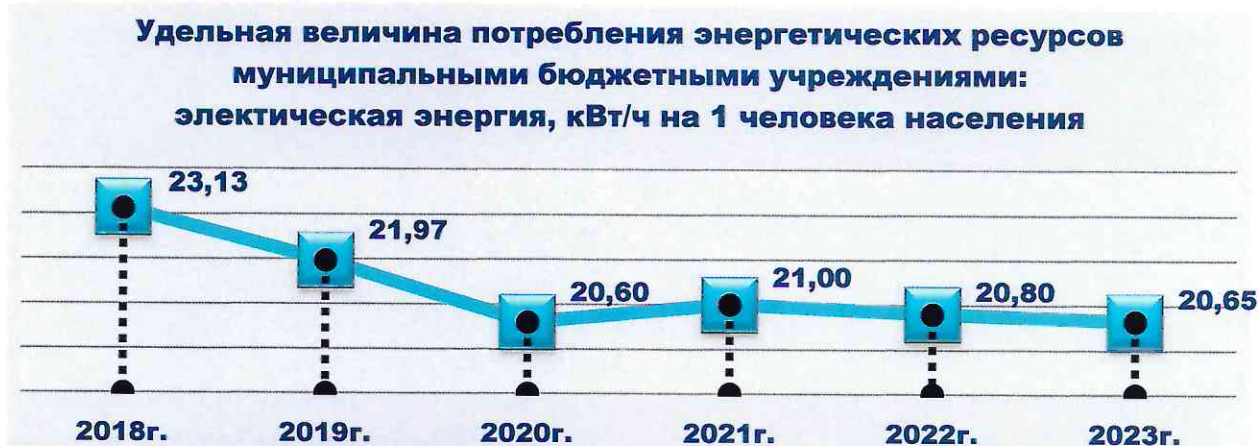 Удельная величина потребления энергетических ресурсов
муниципальными бюджетными учреждениями:
электическая энергия, кВт/ч на 1 человека населения
23,13
21,97
20,60
21,00
20,80
20,65
2018г. 2019г. 2020г. 2021г. 2022г. 2023г.